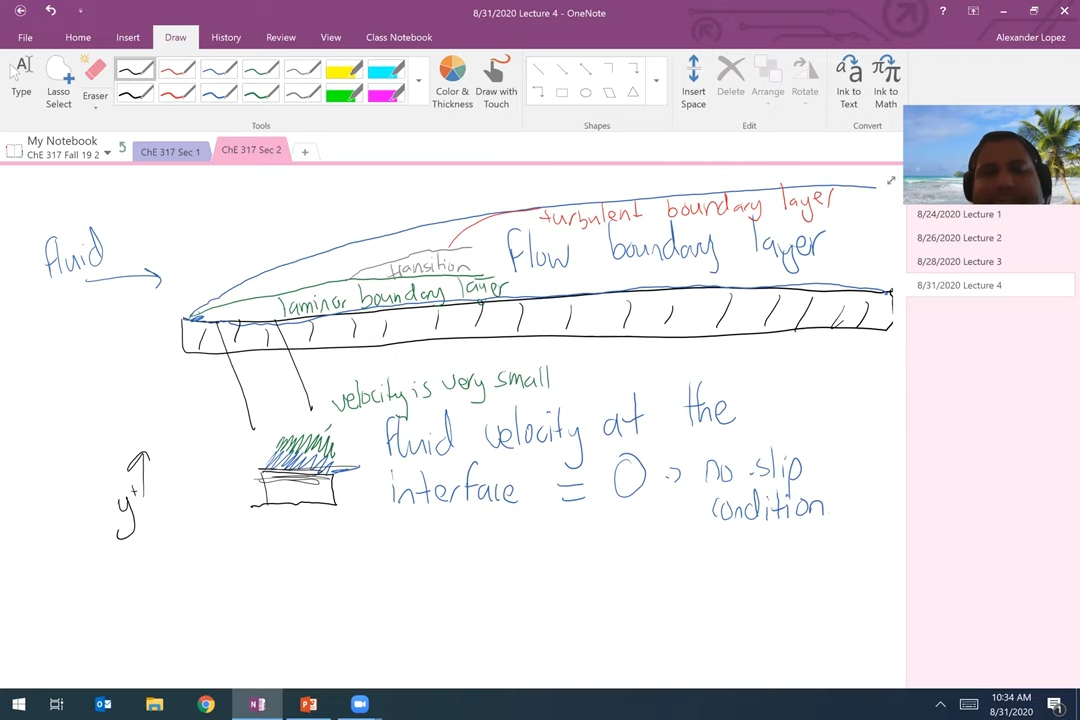 8/31/2020 Lecture 4 - OneNote
?
File Home Insert Draw History Review View Class Notebook
Alexander Lopez
Type
Lasso Select
Eraser
Color & Thickness
Draw with Touch
Insert Space
Delete
Arrange
Rotate
Ink to Text
Ink to Math
Tools Shapes Edit Convert
My Notebook
ChE 317 Fall 19 2
ChE 317 Sec 1
ChE 317 Sec 2
+
8/24/2020 Lecture 1
8/26/2020 Lecture 2
8/28/2020 Lecture 3
8/31/2020 Lecture 4
fluid
turbulent boundary layer
flow boundary layer
transition
laminar boundary layer
velocity is very small
fluid velocity at the
interface = 0 → no slip
condition
y+
10:34 AM
8/31/2020